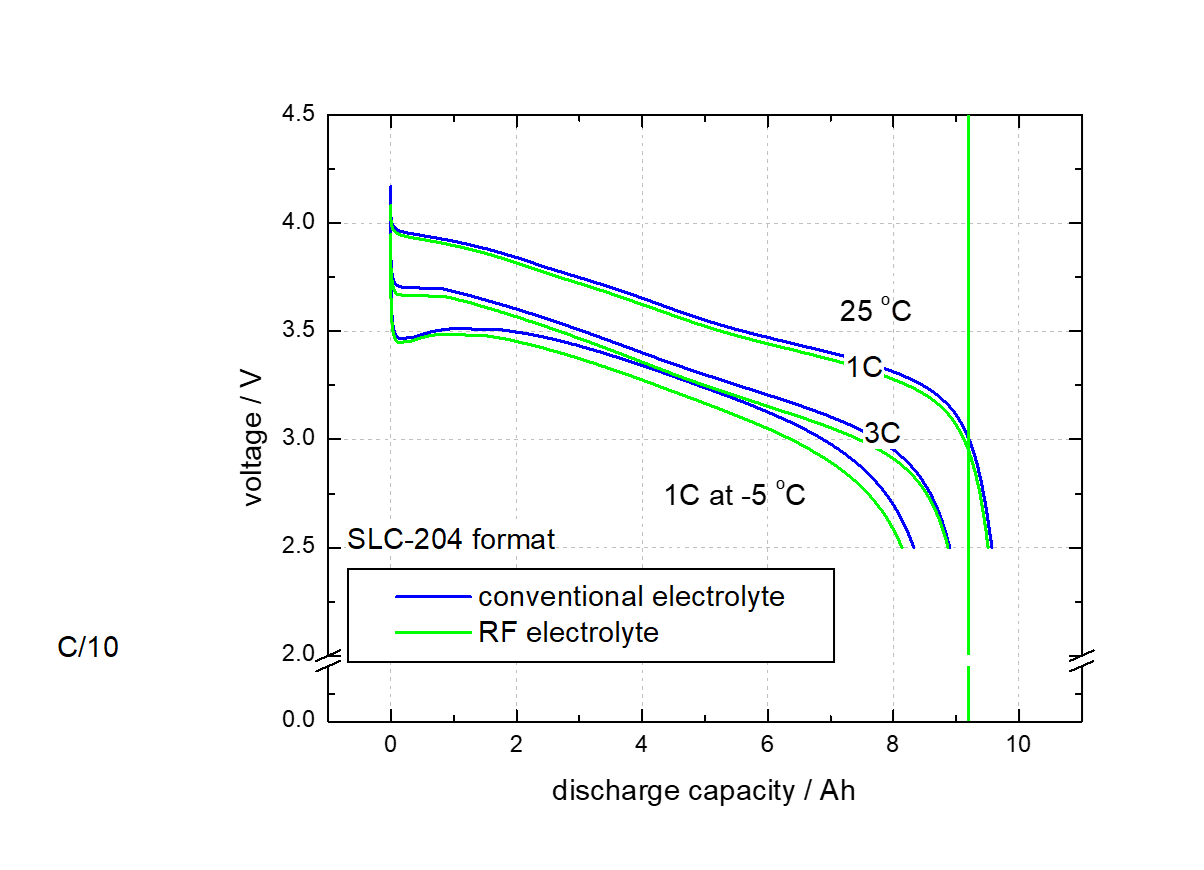 4.5
4.0
3.5
3.0
2.5
2.0
0.0
voltage / V
25 °C
1C
3C
1C at -5 °C
SLC-204 format
conventional electrolyte
RF electrolyte
C/10
0 2 4 6 8 10
discharge capacity / Ah